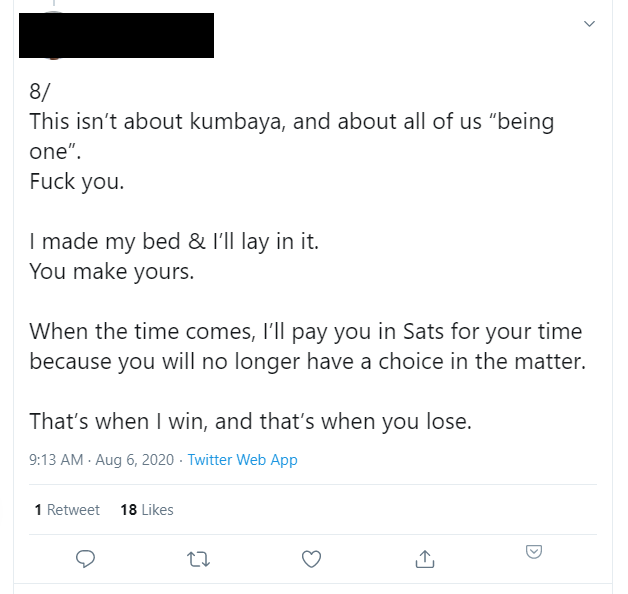 8/
This isn’t about kumbaya, and about all of us “being
one”.
Fuck you.
I made my bed & I’ll lay in it.
You make yours.
When the time comes, I’ll pay you in Sats for your time
because you will no longer have a choice in the matter.
That’s when I win, and that’s when you lose.
9:13 AM · Aug 6, 2020 · Twitter Web App
1 Retweet 18 Likes